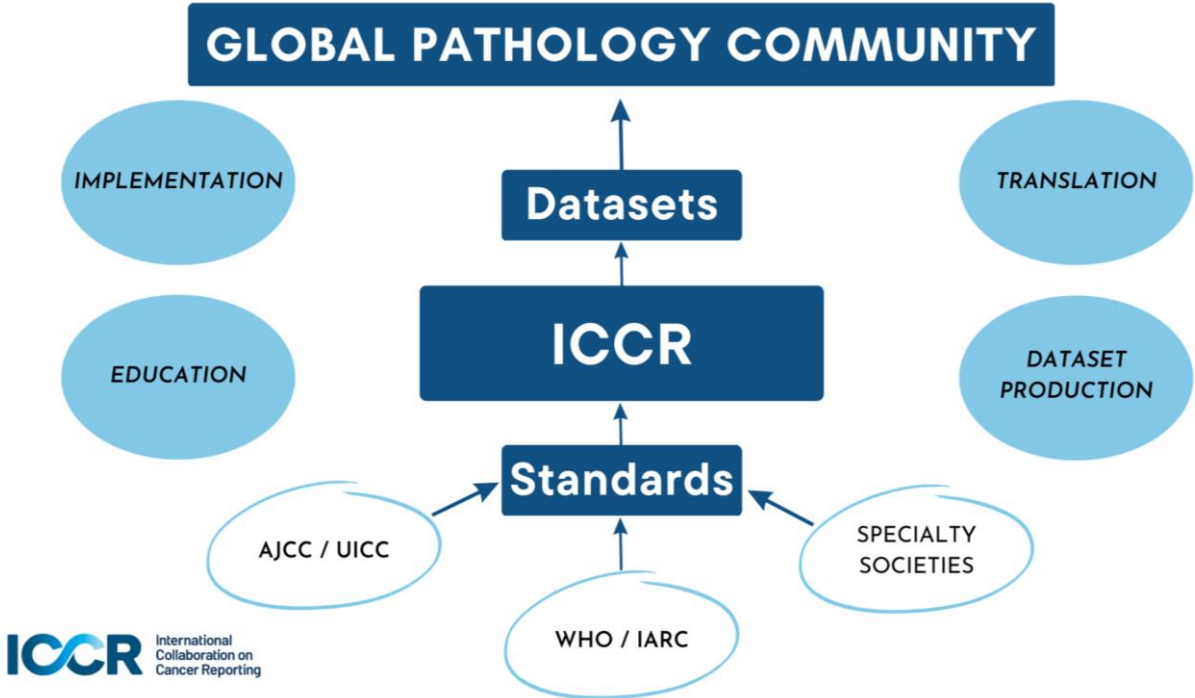 GLOBAL PATHOLOGY COMMUNITY
IMPLEMENTATION
TRANSLATION
Datasets
ICCR
EDUCATION
DATASET
PRODUCTION
Standards
AJCC / UICC
SPECIALTY
SOCIETIES
WHO / IARC
ICCR
International
Collaboration on
Cancer Reporting